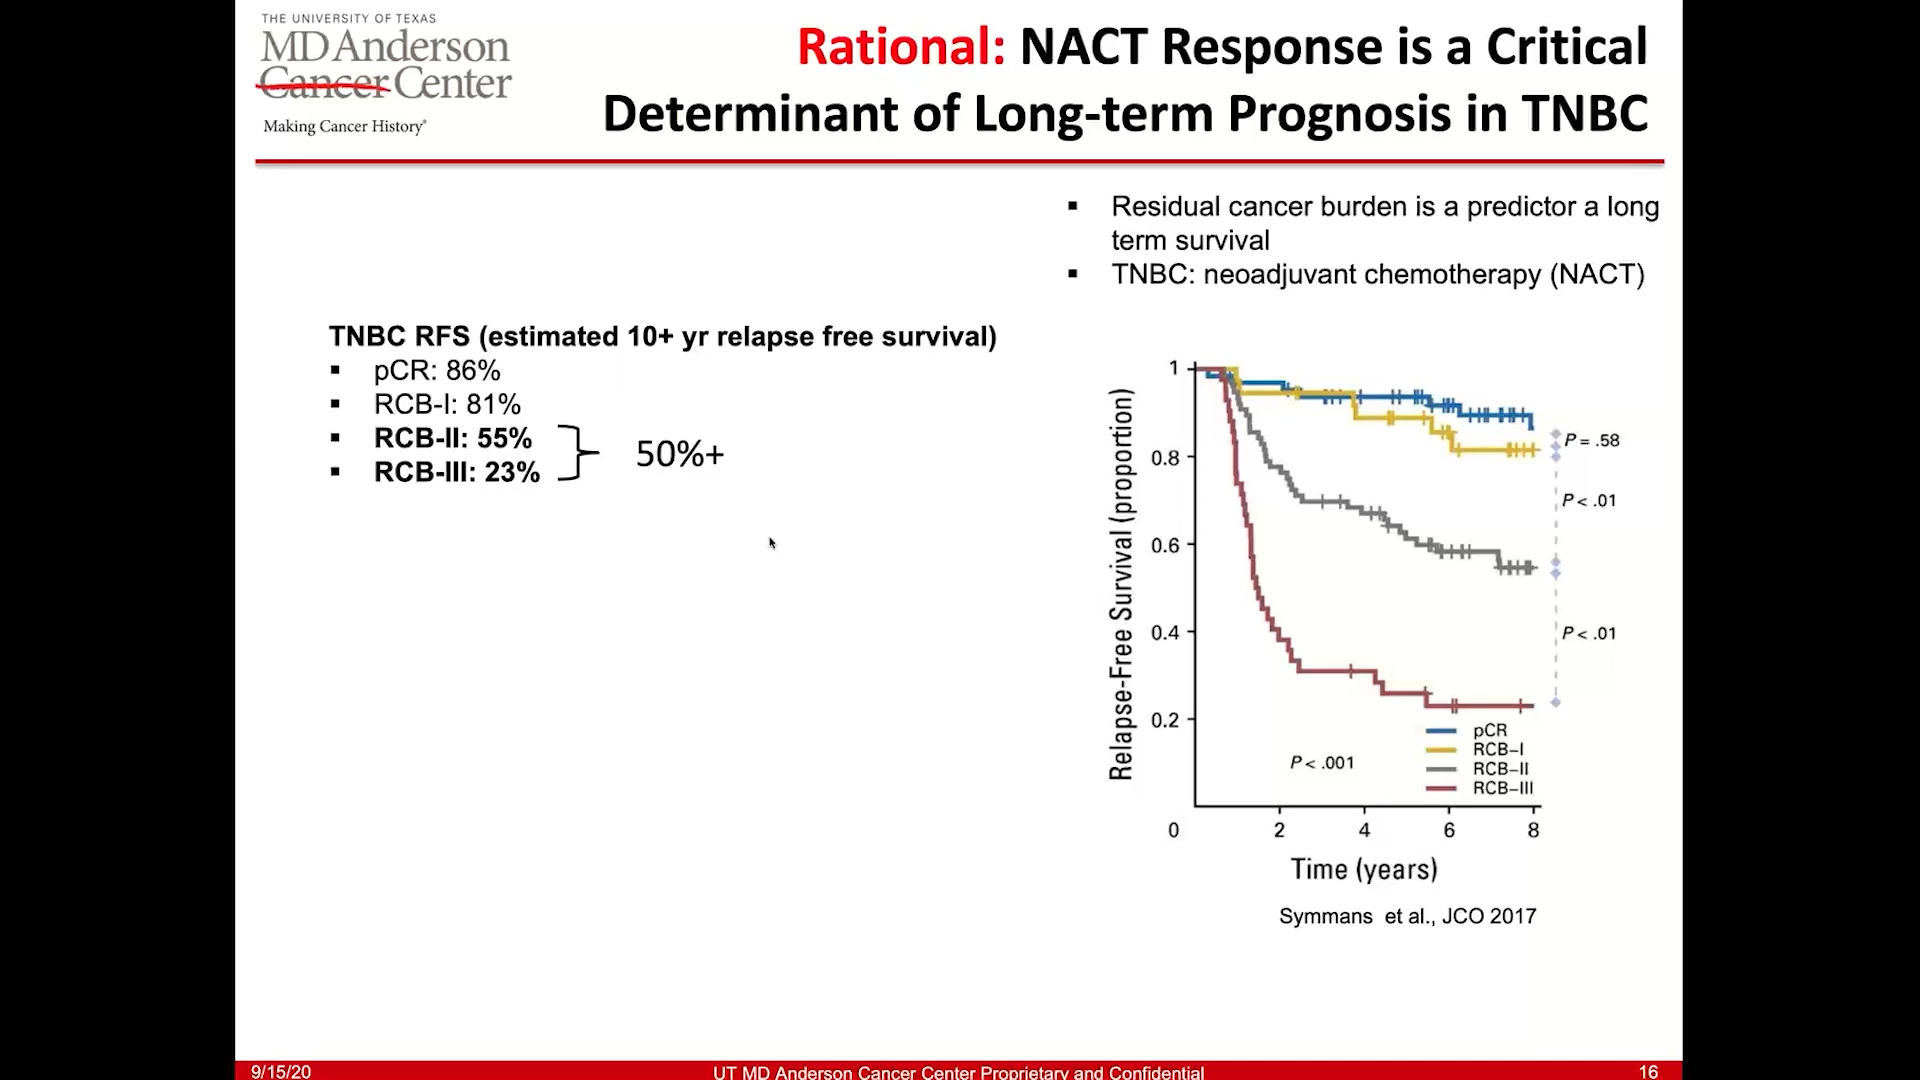 THE UNIVERSITY OF TEXAS
MD Anderson
Cancer Center
Making Cancer History®
Rational: NACT Response is a Critical
Determinant of Long-term Prognosis in TNBC
Residual cancer burden is a predictor a long
term survival
TNBC: neoadjuvant chemotherapy (NACT)
TNBC RFS (estimated 10+ yr relapse free survival)
pCR: 86%
RCB-I: 81%
RCB-II: 55%
RCB-III: 23%
50%+
Relapse-Free Survival (proportion)
1
0.8
0.6
0.4
0.2
0
2
4
6
8
Time (years)
P = .58
P < .01
P < .01
P < .001
pCR
RCB–I
RCB–II
RCB–III
Symmans et al., JCO 2017
9/15/20
UT MD Anderson Cancer Center Proprietary and Confidential
16